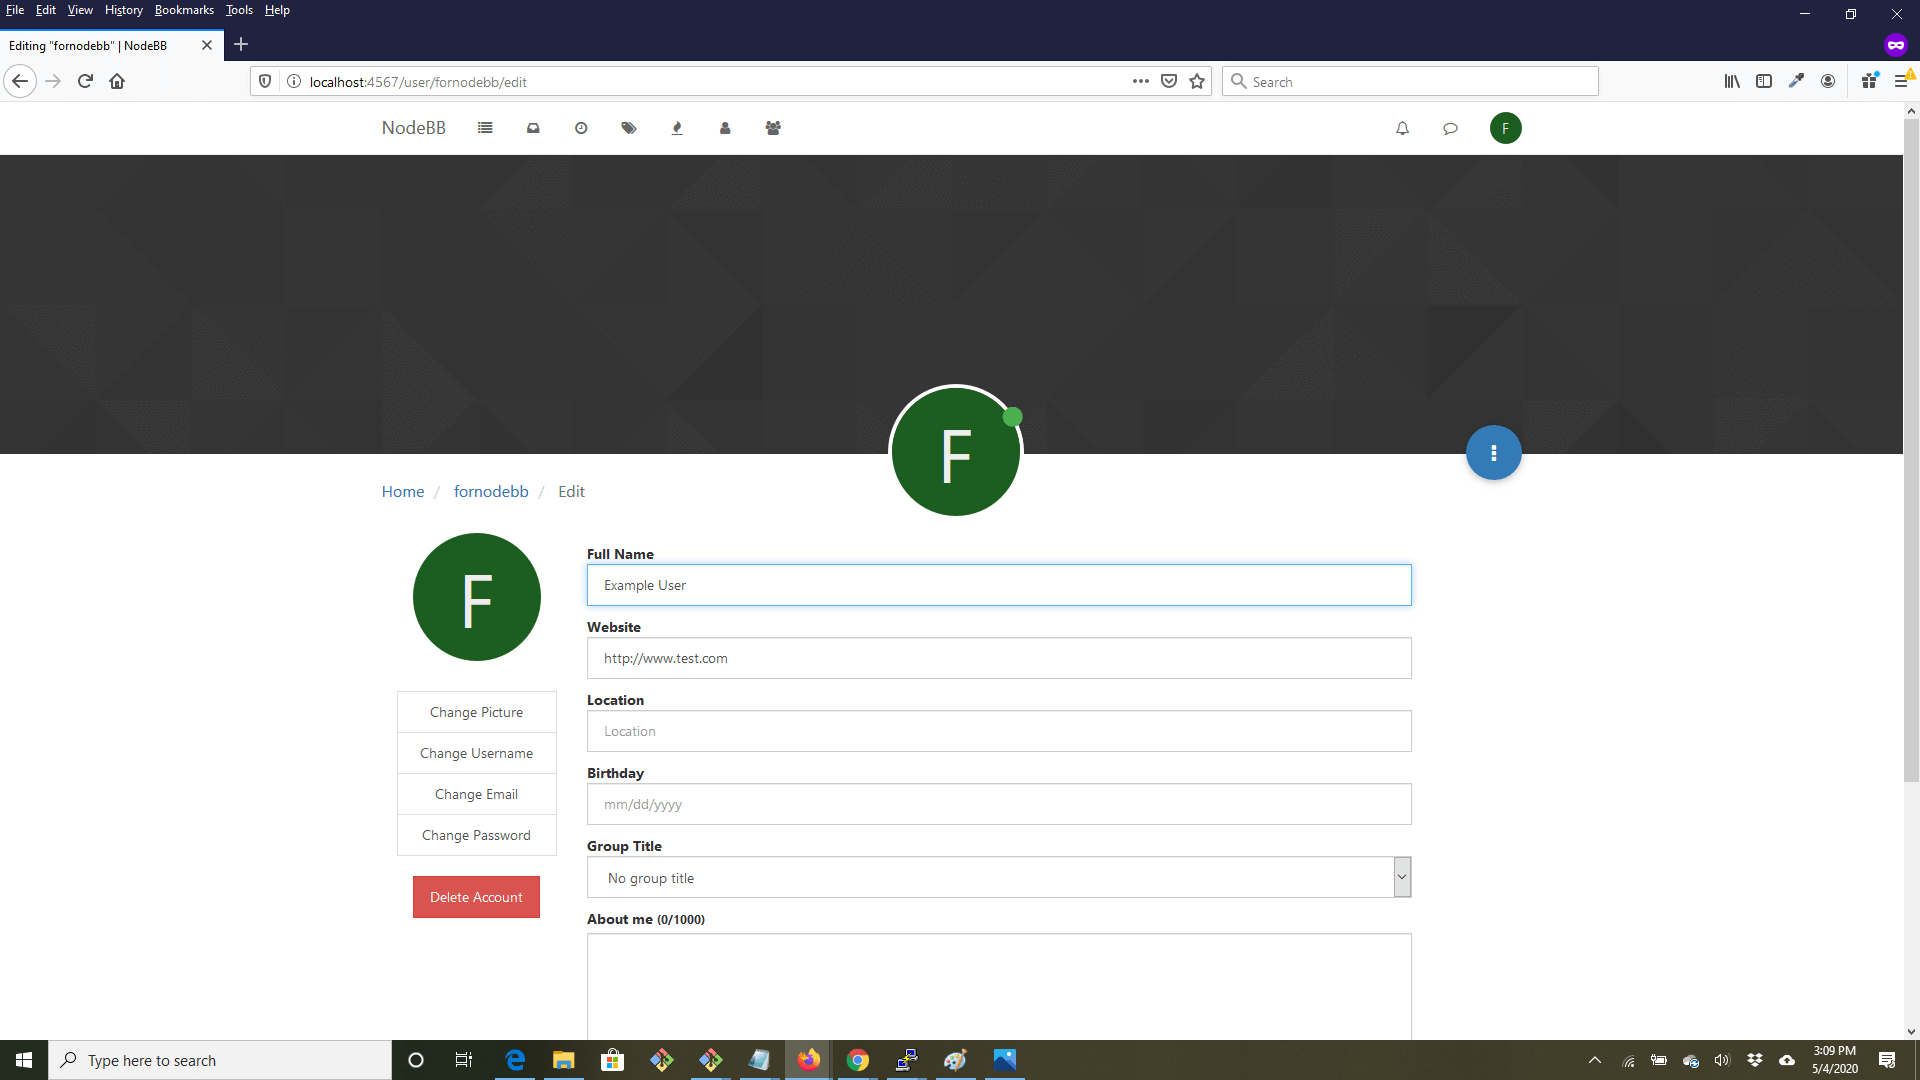 File Edit View History Bookmarks Tools Help
Editing "fornodebb" | NodeBB
localhost:4567/user/fornodebb/edit
Search
NodeBB
F
F
Home / fornodebb / Edit
F
Full Name
Example User
Website
http://www.test.com
Location
Location
Birthday
mm/dd/yyyy
Group Title
No group title
About me (0/1000)
Change Picture
Change Username
Change Email
Change Password
Delete Account
Type here to search
3:09 PM
5/4/2020